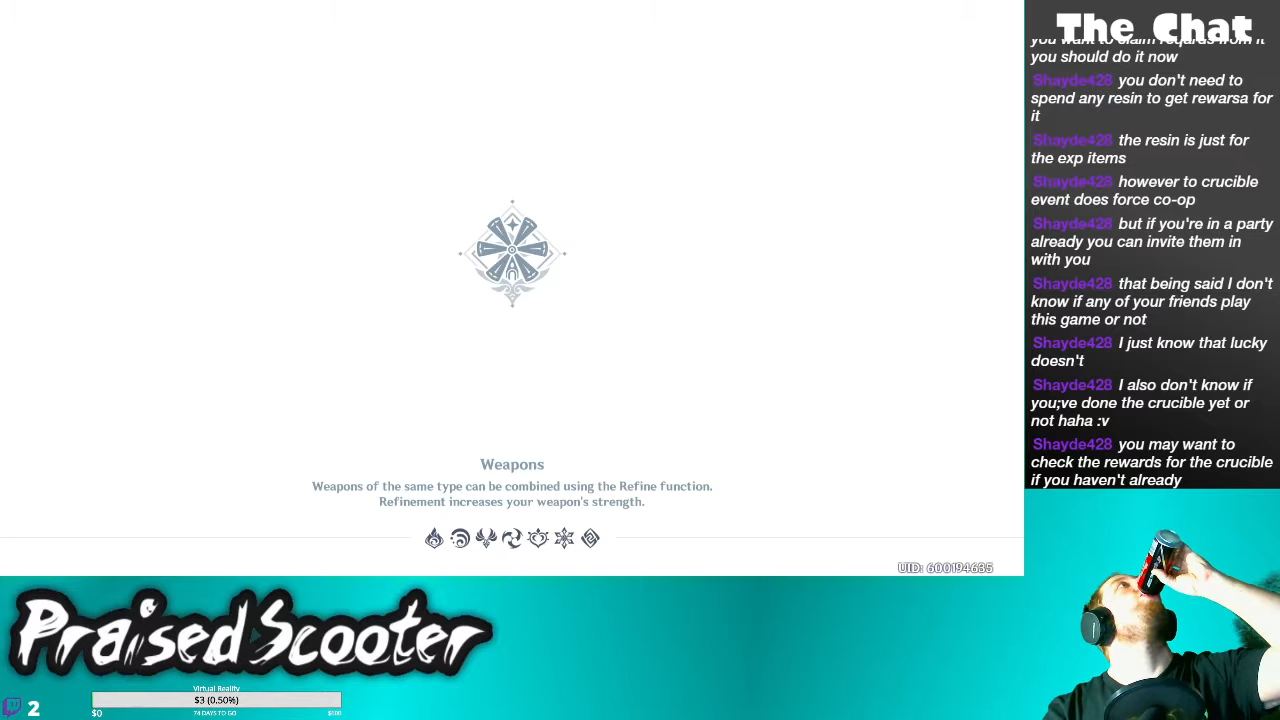 The Chat
you should do it now
Shayde428 you don't need to
spend any resin to get rewarsa for
it
Shayde428 the resin is just for
the exp items
Shayde428 however to crucible
event does force co-op
Shayde428 but if you're in a party
already you can invite them in
with you
Shayde428 that being said I don't
know if any of your friends play
this game or not
Shayde428 I just know that lucky
doesn't
Shayde428 I also don't know if
you;ve done the crucible yet or
not haha :v
Shayde428 you may want to
check the rewards for the crucible
if you haven't already
Weapons
Weapons of the same type can be combined using the Refine function.
Refinement increases your weapon's strength.
UID: 600194635
PraisedScooter
Virtual Reality
$3 (0.50%)
2
$0
74 DAYS TO GO
$600